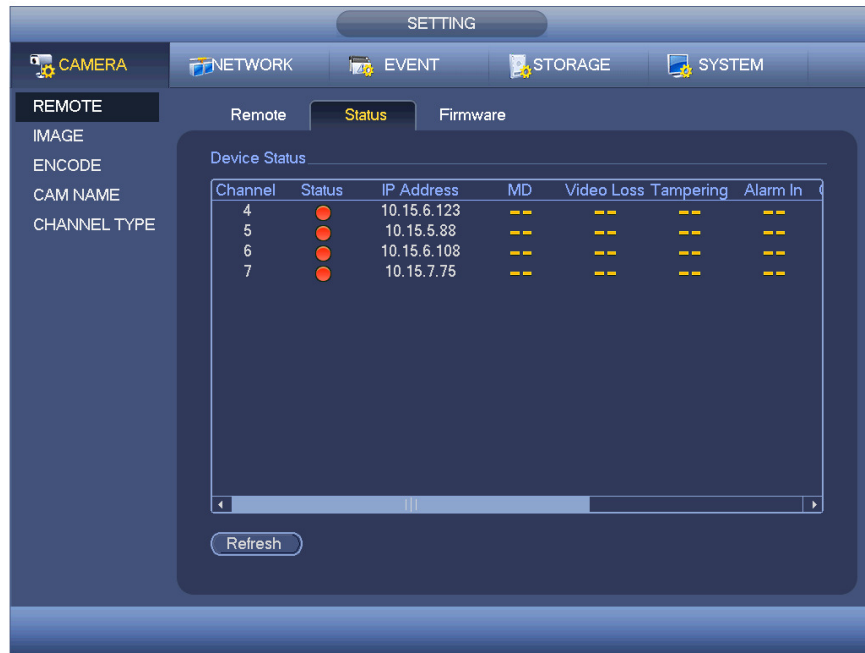 SETTING
CAMERA NETWORK EVENT STORAGE SYSTEM
REMOTE
IMAGE
ENCODE
CAM NAME
CHANNEL TYPE
Remote Status Firmware
Device Status
Channel Status IP Address MD Video Loss Tampering Alarm In
4 10.15.6.123 -- -- -- --
5 10.15.5.88 -- -- -- --
6 10.15.6.108 -- -- -- --
7 10.15.7.75 -- -- -- --
Refresh